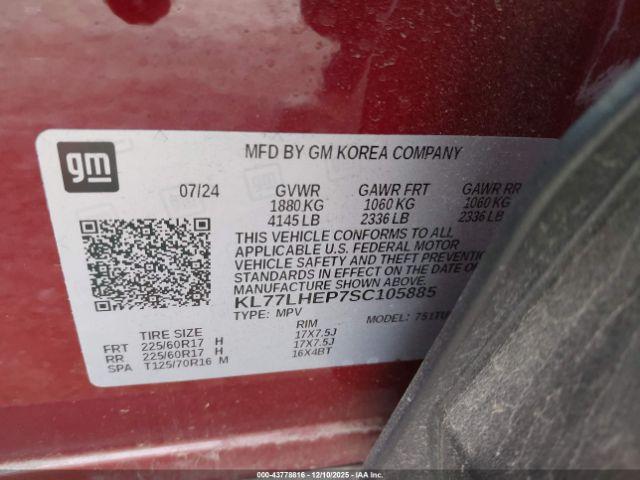 gm
MFD BY GM KOREA COMPANY
07/24 GVWR GAWR FRT GAWR RR
1880 KG 1060 KG 1060 KG
4145 LB 2336 LB 2336 LB
THIS VEHICLE CONFORMS TO ALL
APPLICABLE U.S. FEDERAL MOTOR
VEHICLE SAFETY AND THEFT PREVENTION
STANDARDS IN EFFECT ON THE DATE OF
MANUFACTURE SHOWN ABOVE.
KL77LHEP7SC105885
TYPE: MPV MODEL: 751TU
TIRE SIZE RIM
FRT 225/60R17 H 17X7.5J
RR 225/60R17 H 17X7.5J
SPA T125/70R16 M 16X4BT
000-43778816 - 12/10/2025 - COPYRIGHT